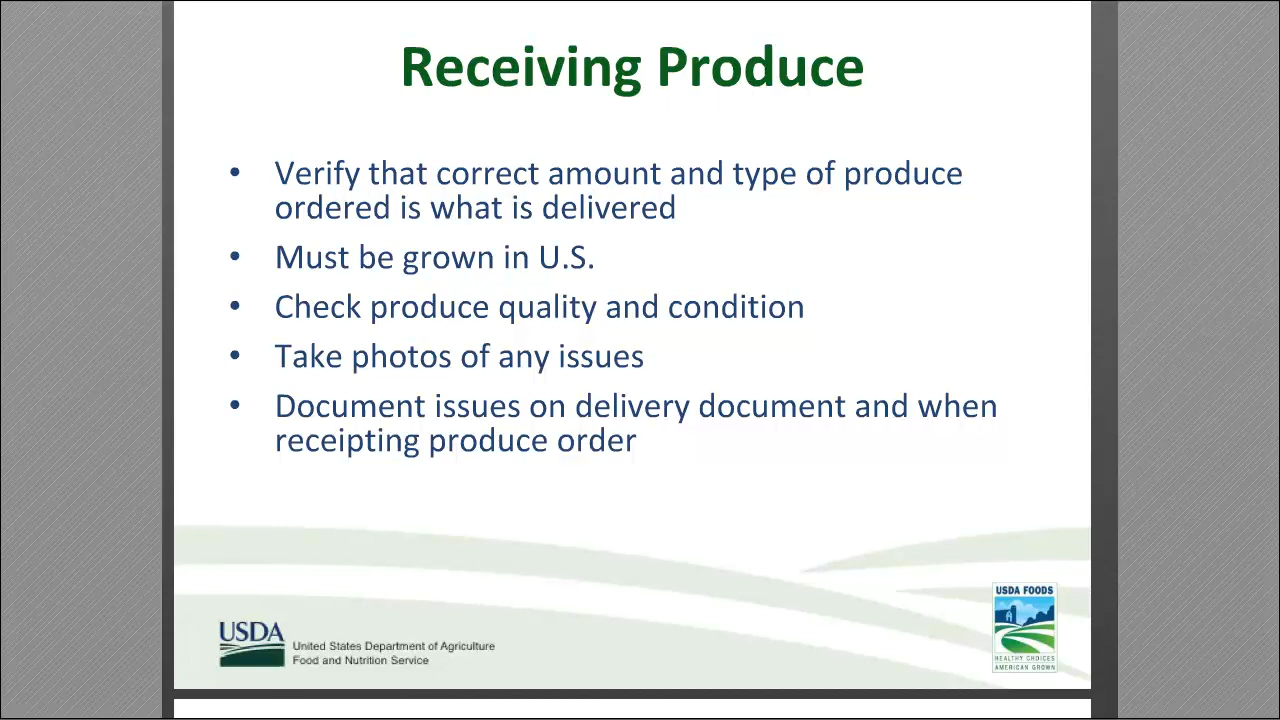 Receiving Produce
• Verify that correct amount and type of produce
ordered is what is delivered
• Must be grown in U.S.
• Check produce quality and condition
• Take photos of any issues
• Document issues on delivery document and when
receipting produce order
USDA FOODS
USDA
United States Department of Agriculture
Food and Nutrition Service
HEALTHY CHOICES
AMERICAN GROWN